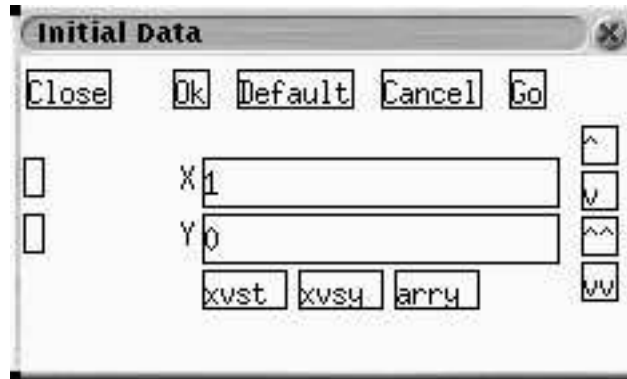 Initial Data
Close Ok Default Cancel Go
^
X 1
v
Y 0
^^
xvst xvsy arry
vv